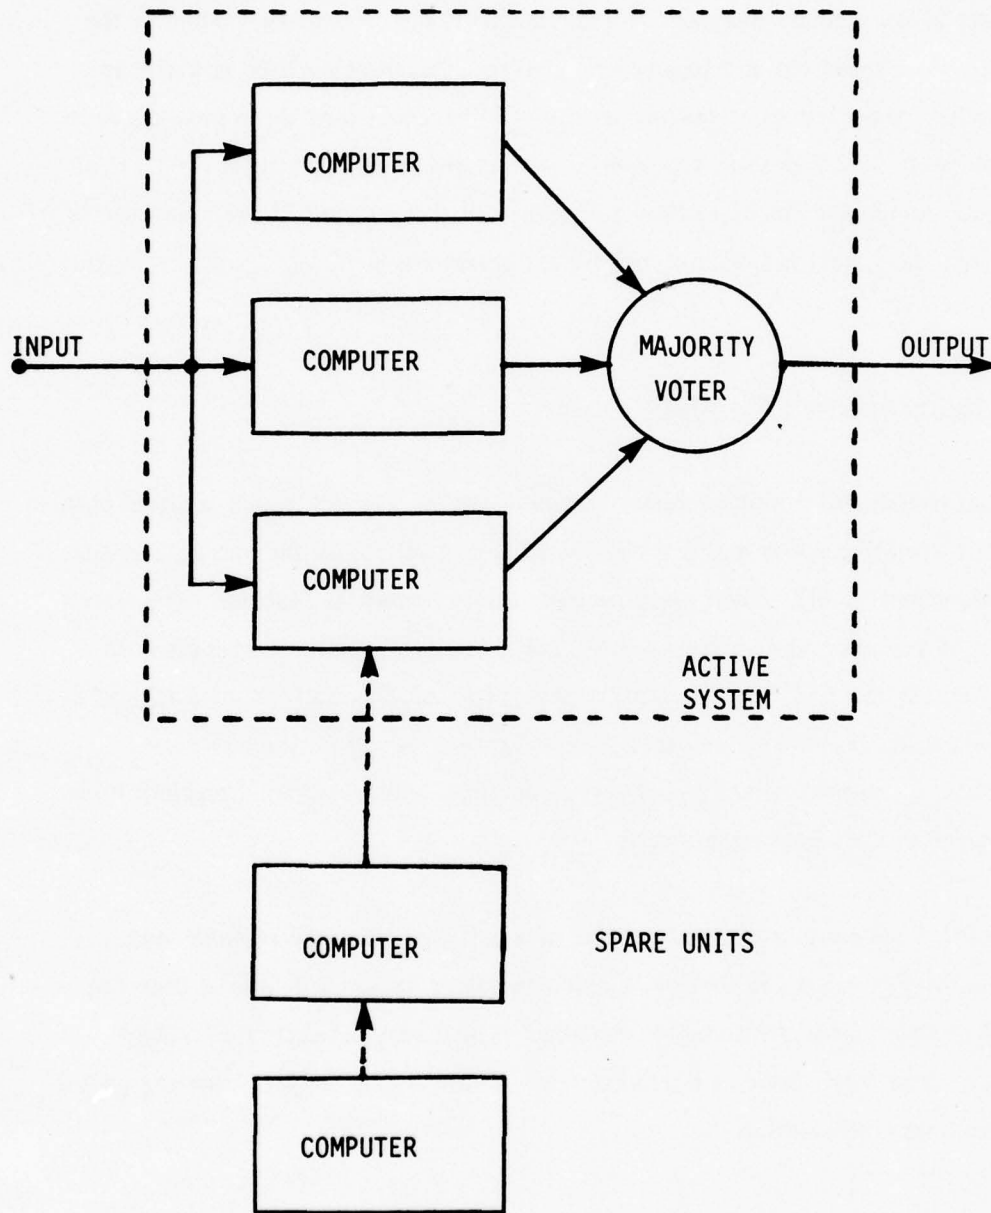 COMPUTER
INPUT
COMPUTER
MAJORITY
VOTER
OUTPUT
COMPUTER
ACTIVE
SYSTEM
COMPUTER
SPARE UNITS
COMPUTER